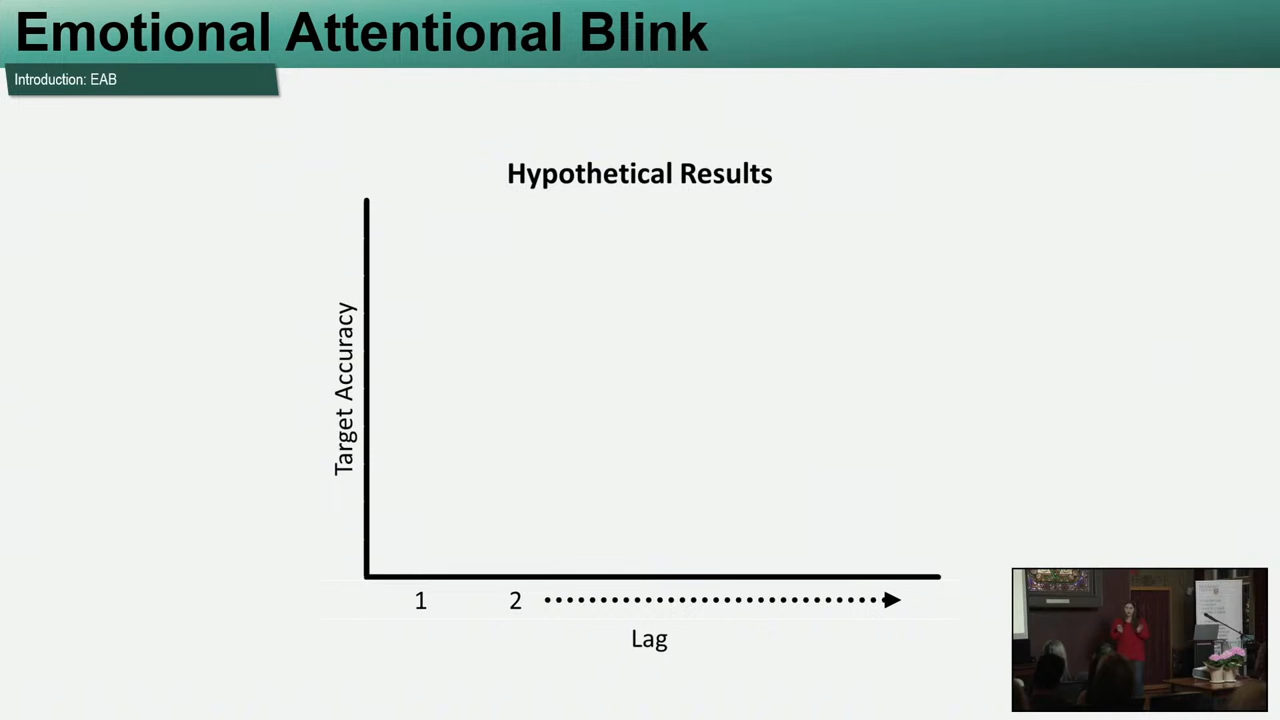 Emotional Attentional Blink
Introduction: EAB
Hypothetical Results
Target Accuracy
1 2
Lag